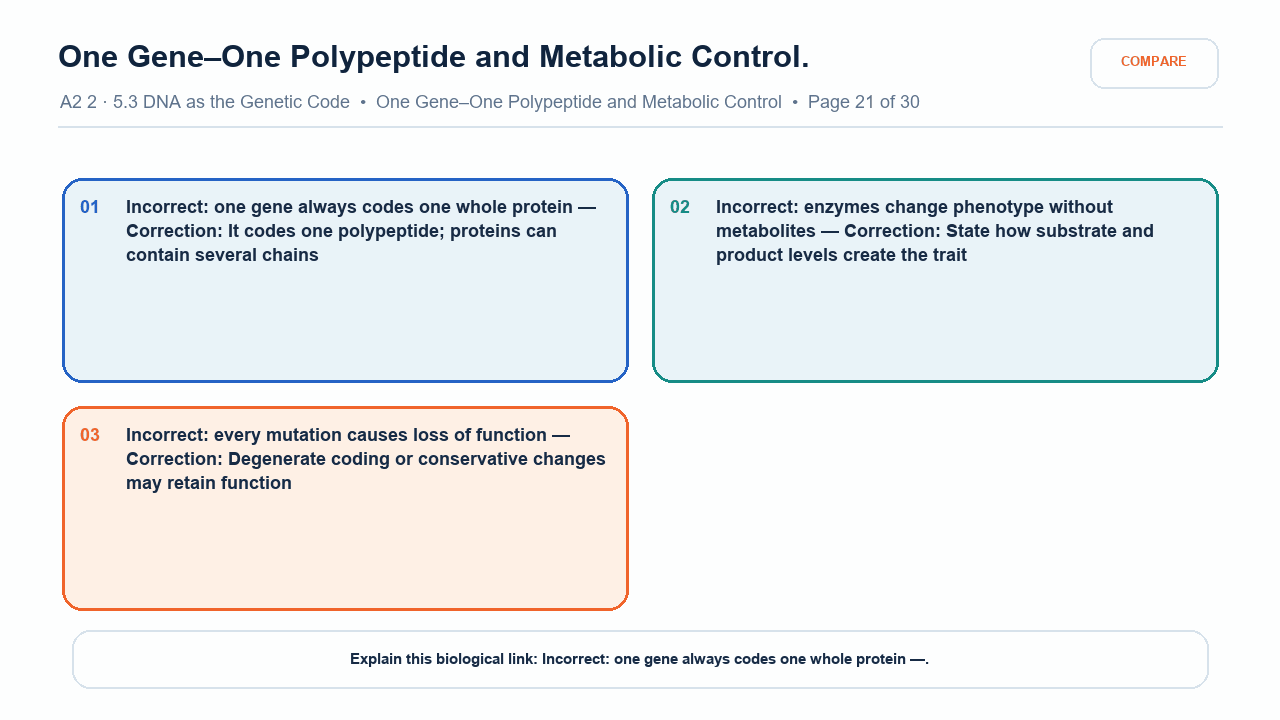 One Gene–One Polypeptide and Metabolic Control.
COMPARE
A2 2 · 5.3 DNA as the Genetic Code • One Gene–One Polypeptide and Metabolic Control • Page 21 of 30
01
Incorrect: one gene always codes one whole protein —
Correction: It codes one polypeptide; proteins can
contain several chains
02
Incorrect: enzymes change phenotype without
metabolites — Correction: State how substrate and
product levels create the trait
03
Incorrect: every mutation causes loss of function —
Correction: Degenerate coding or conservative changes
may retain function
Explain this biological link: Incorrect: one gene always codes one whole protein —.